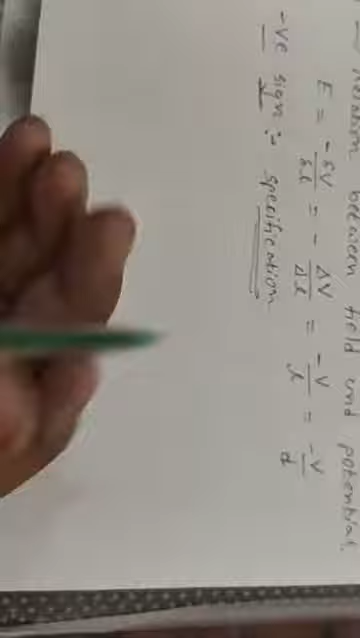 Relation between field and potential.
E = -δV/δl = - ΔV/Δl = -V/l = -V/d
-ve sign :- specification